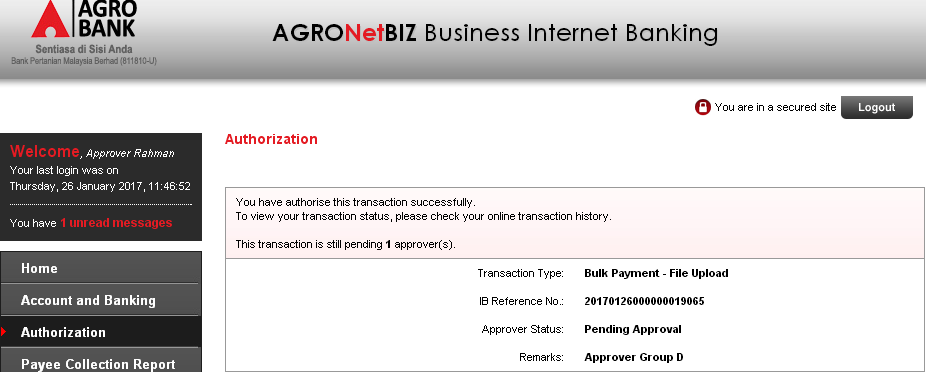 AGRO
BANK
Sentiasa di Sisi Anda
Bank Pertanian Malaysia Berhad (811810-U)
AGRONetBIZ Business Internet Banking
You are in a secured site
Logout
Welcome, Approver Rahman
Your last login was on
Thursday, 26 January 2017, 11:46:52
You have 1 unread messages
Home
Account and Banking
Authorization
Payee Collection Report
Authorization
You have authorise this transaction successfully.
To view your transaction status, please check your online transaction history.
This transaction is still pending 1 approver(s).
Transaction Type: Bulk Payment - File Upload
IB Reference No.: 20170126000000019065
Approver Status: Pending Approval
Remarks: Approver Group D